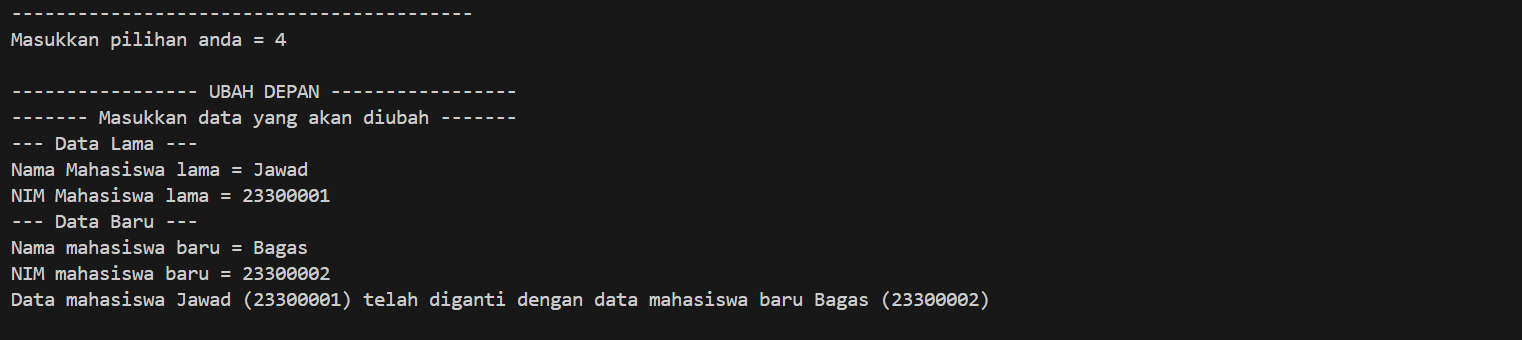 ------------------------------------------
Masukkan pilihan anda = 4
----------------- UBAH DEPAN -----------------
------- Masukkan data yang akan diubah -------
--- Data Lama ---
Nama Mahasiswa lama = Jawad
NIM Mahasiswa lama = 23300001
--- Data Baru ---
Nama mahasiswa baru = Bagas
NIM mahasiswa baru = 23300002
Data mahasiswa Jawad (23300001) telah diganti dengan data mahasiswa baru Bagas (23300002)